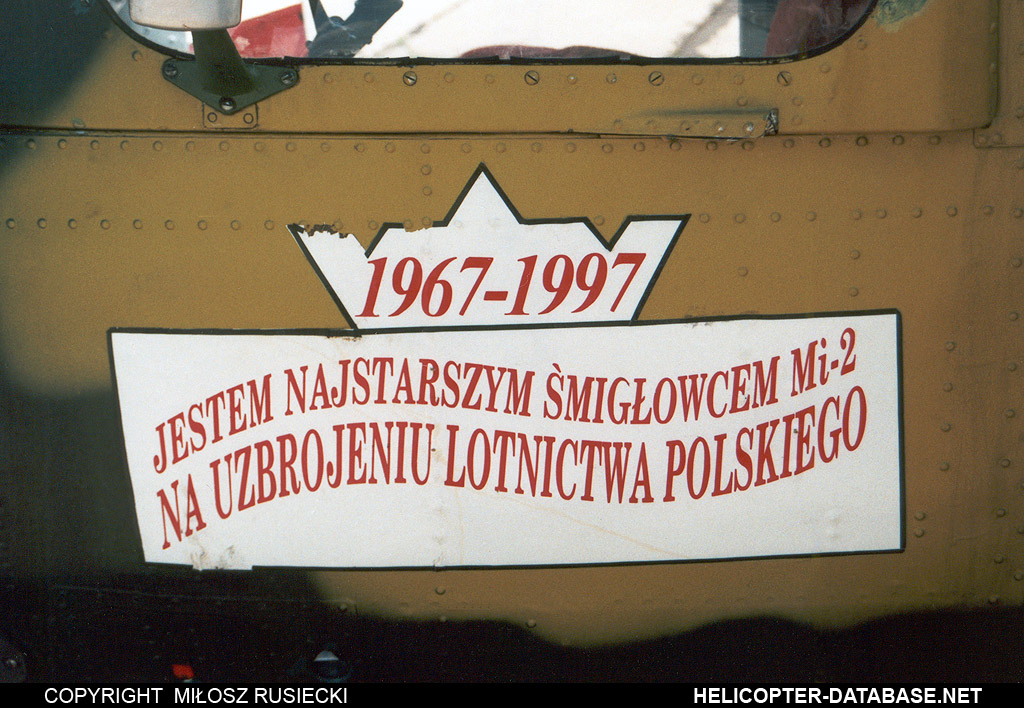 1967-1997
JESTEM NAJSTARSZYM ŚMIGŁOWCEM Mi-2
NA UZBROJENIU LOTNICTWA POLSKIEGO
COPYRIGHT MIŁOSZ RUSIECKI
HELICOPTER-DATABASE.NET